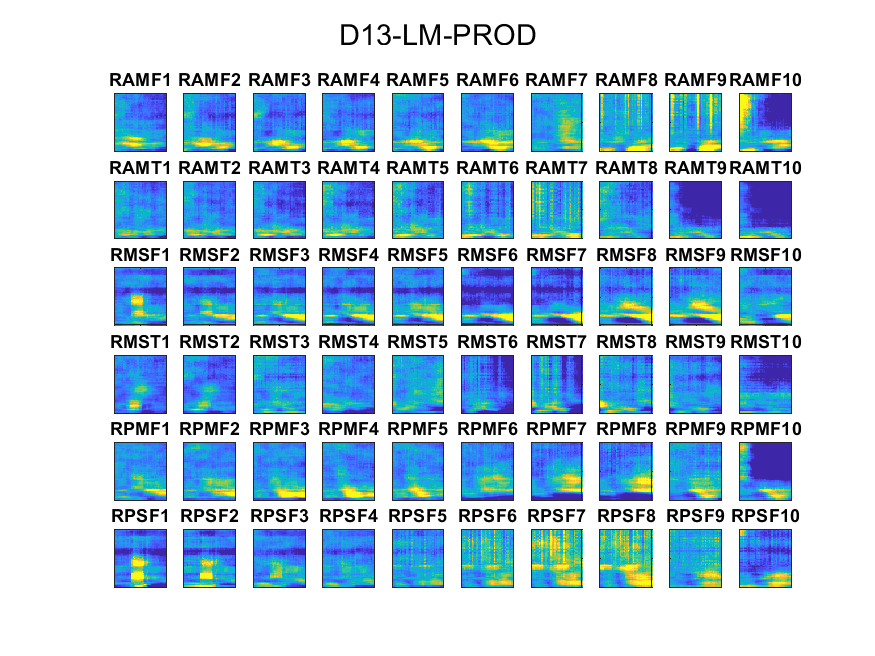 D13-LM-PROD
RAMF1 RAMF2 RAMF3 RAMF4 RAMF5 RAMF6 RAMF7 RAMF8 RAMF9 RAMF10
RAMT1 RAMT2 RAMT3 RAMT4 RAMT5 RAMT6 RAMT7 RAMT8 RAMT9 RAMT10
RMSF1 RMSF2 RMSF3 RMSF4 RMSF5 RMSF6 RMSF7 RMSF8 RMSF9 RMSF10
RMST1 RMST2 RMST3 RMST4 RMST5 RMST6 RMST7 RMST8 RMST9 RMST10
RPMF1 RPMF2 RPMF3 RPMF4 RPMF5 RPMF6 RPMF7 RPMF8 RPMF9 RPMF10
RPSF1 RPSF2 RPSF3 RPSF4 RPSF5 RPSF6 RPSF7 RPSF8 RPSF9 RPSF10